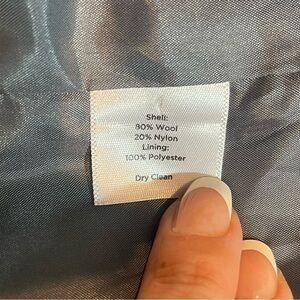 Shell:
80% Wool
20% Nylon
Lining:
100% Polyester
Dry Clean